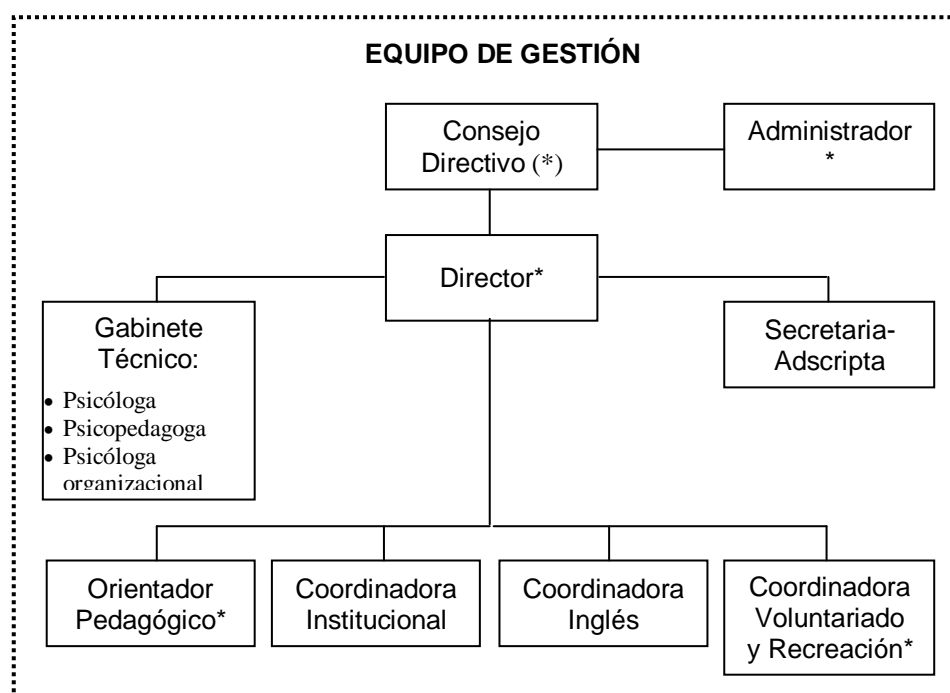 EQUIPO DE GESTIÓN
Consejo
Directivo (*)
Administrador
*
Director*
Gabinete
Técnico:
• Psicóloga
• Psicopedagoga
• Psicóloga
organizacional
Secretaria-
Adscripta
Orientador
Pedagógico*
Coordinadora
Institucional
Coordinadora
Inglés
Coordinadora
Voluntariado
y Recreación*